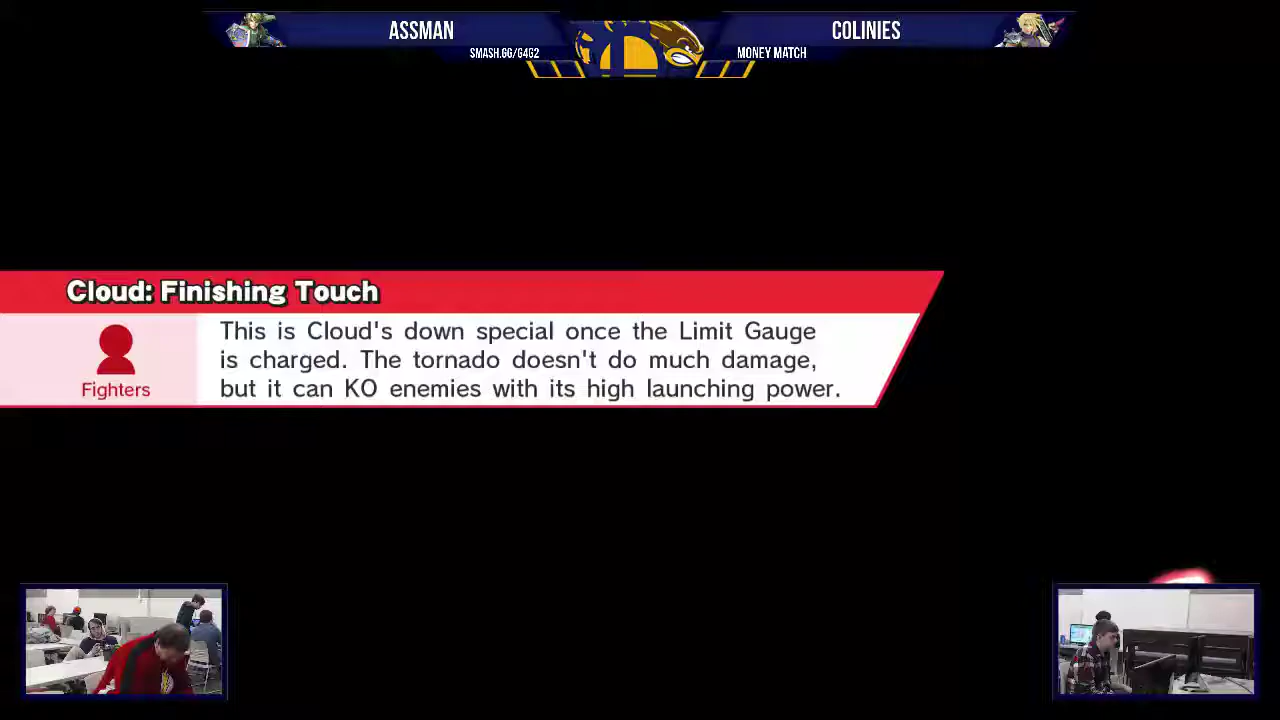 ASSMAN
COLINIES
SMASH.GG/G4G2
MONEY MATCH
Cloud: Finishing Touch
Fighters
This is Cloud's down special once the Limit Gauge
is charged. The tornado doesn't do much damage,
but it can KO enemies with its high launching power.